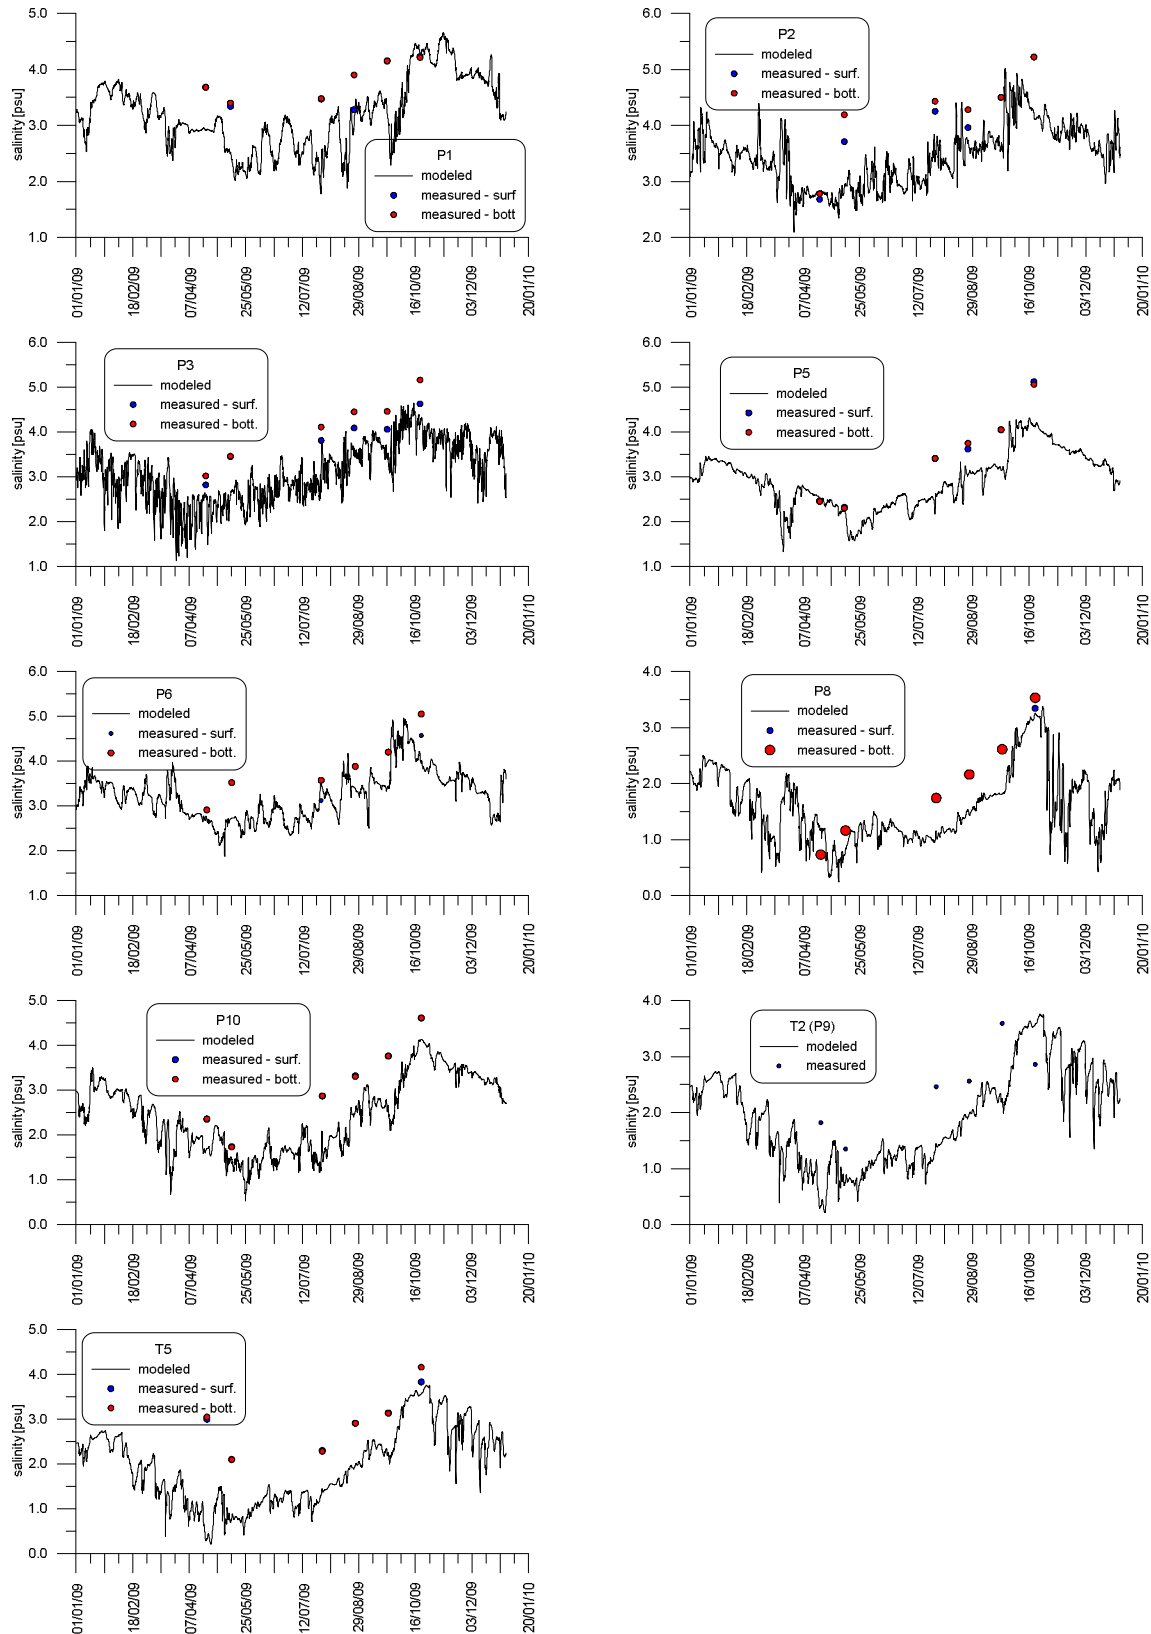 salinity [psu]
5.0
4.0
3.0
2.0
1.0
P1
modeled
measured - surf
measured - bott
01/01/09
18/02/09
07/04/09
25/05/09
12/07/09
29/08/09
16/10/09
03/12/09
20/01/10
salinity [psu]
6.0
5.0
4.0
3.0
2.0
P2
modeled
measured - surf.
measured - bott.
01/01/09
18/02/09
07/04/09
25/05/09
12/07/09
29/08/09
16/10/09
03/12/09
20/01/10
salinity [psu]
6.0
5.0
4.0
3.0
2.0
1.0
P3
modeled
measured - surf.
measured - bott.
01/01/09
18/02/09
07/04/09
25/05/09
12/07/09
29/08/09
16/10/09
03/12/09
20/01/10
salinity [psu]
6.0
5.0
4.0
3.0
2.0
1.0
P5
modeled
measured - surf.
measured - bott.
01/01/09
18/02/09
07/04/09
25/05/09
12/07/09
29/08/09
16/10/09
03/12/09
20/01/10
salinity [psu]
6.0
5.0
4.0
3.0
2.0
1.0
P6
modeled
measured - surf.
measured - bott.
01/01/09
18/02/09
07/04/09
25/05/09
12/07/09
29/08/09
16/10/09
03/12/09
20/01/10
salinity [psu]
4.0
3.0
2.0
1.0
0.0
P8
modeled
measured - surf.
measured - bott.
01/01/09
18/02/09
07/04/09
25/05/09
12/07/09
29/08/09
16/10/09
03/12/09
20/01/10
salinity [psu]
5.0
4.0
3.0
2.0
1.0
0.0
P10
modeled
measured - surf.
measured - bott.
01/01/09
18/02/09
07/04/09
25/05/09
12/07/09
29/08/09
16/10/09
03/12/09
20/01/10
salinity [psu]
4.0
3.0
2.0
1.0
0.0
T2 (P9)
modeled
measured
01/01/09
18/02/09
07/04/09
25/05/09
12/07/09
29/08/09
16/10/09
03/12/09
20/01/10
salinity [psu]
5.0
4.0
3.0
2.0
1.0
0.0
T5
modeled
measured - surf.
measured - bott.
01/01/09
18/02/09
07/04/09
25/05/09
12/07/09
29/08/09
16/10/09
03/12/09
20/01/10